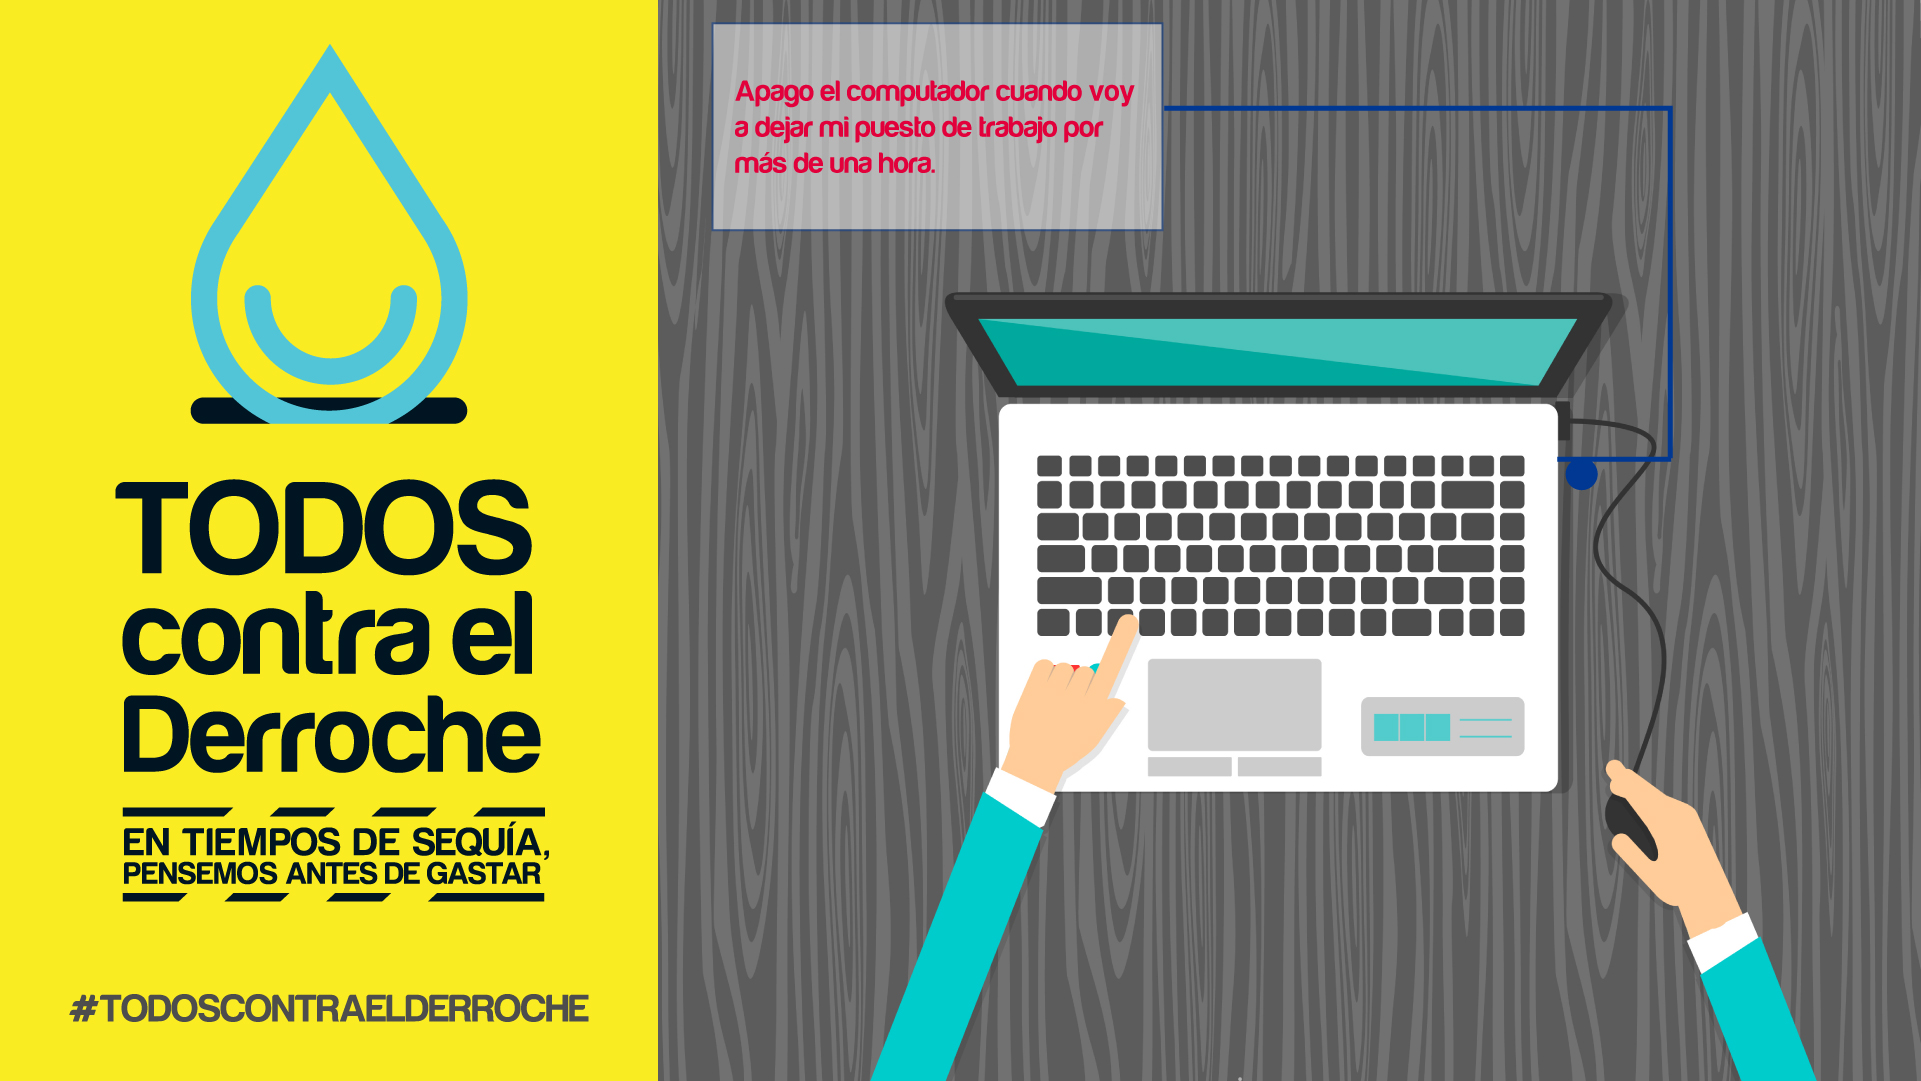 TODOS
contra el
Derroche
EN TIEMPOS DE SEQUÍA,
PENSEMOS ANTES DE GASTAR
#TODOSCONTRAELDERROCHE
Apago el computador cuando voy
a dejar mi puesto de trabajo por
más de una hora.